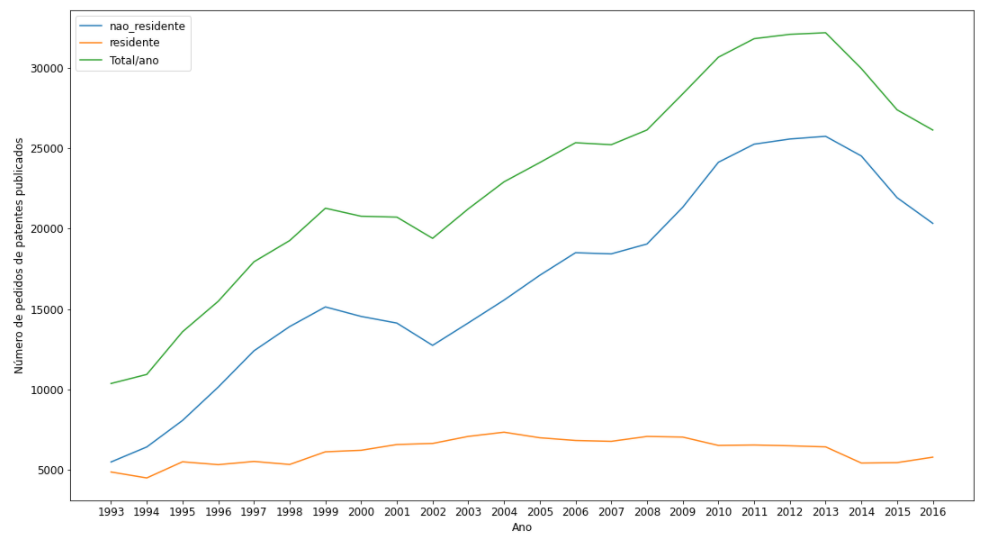 nao_residente
residente
Total/ano
Número de pedidos de patentes publicados
30000
25000
20000
15000
10000
5000
1993 1994 1995 1996 1997 1998 1999 2000 2001 2002 2003 2004 2005 2006 2007 2008 2009 2010 2011 2012 2013 2014 2015 2016
Ano